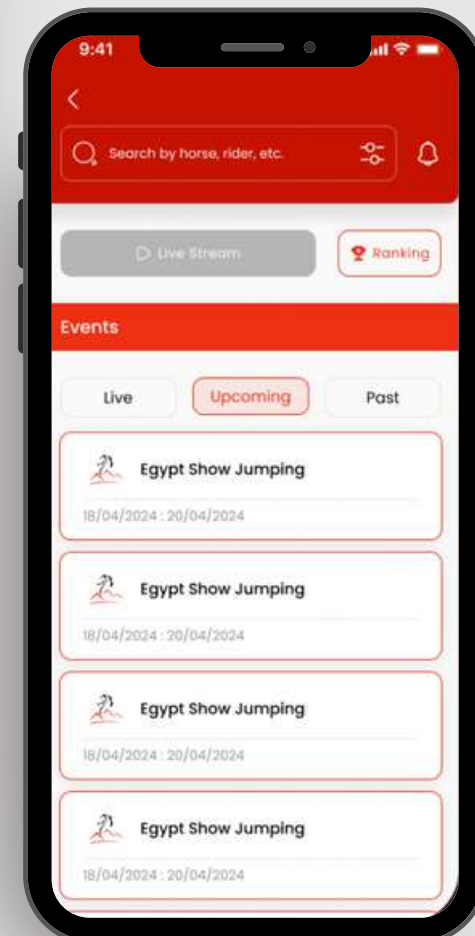 9:41
Search by horse, rider, etc.
Live Stream
Ranking
Events
Live
Upcoming
Past
Egypt Show Jumping
18/04/2024 : 20/04/2024
Egypt Show Jumping
18/04/2024 : 20/04/2024
Egypt Show Jumping
18/04/2024 : 20/04/2024
Egypt Show Jumping
18/04/2024 : 20/04/2024